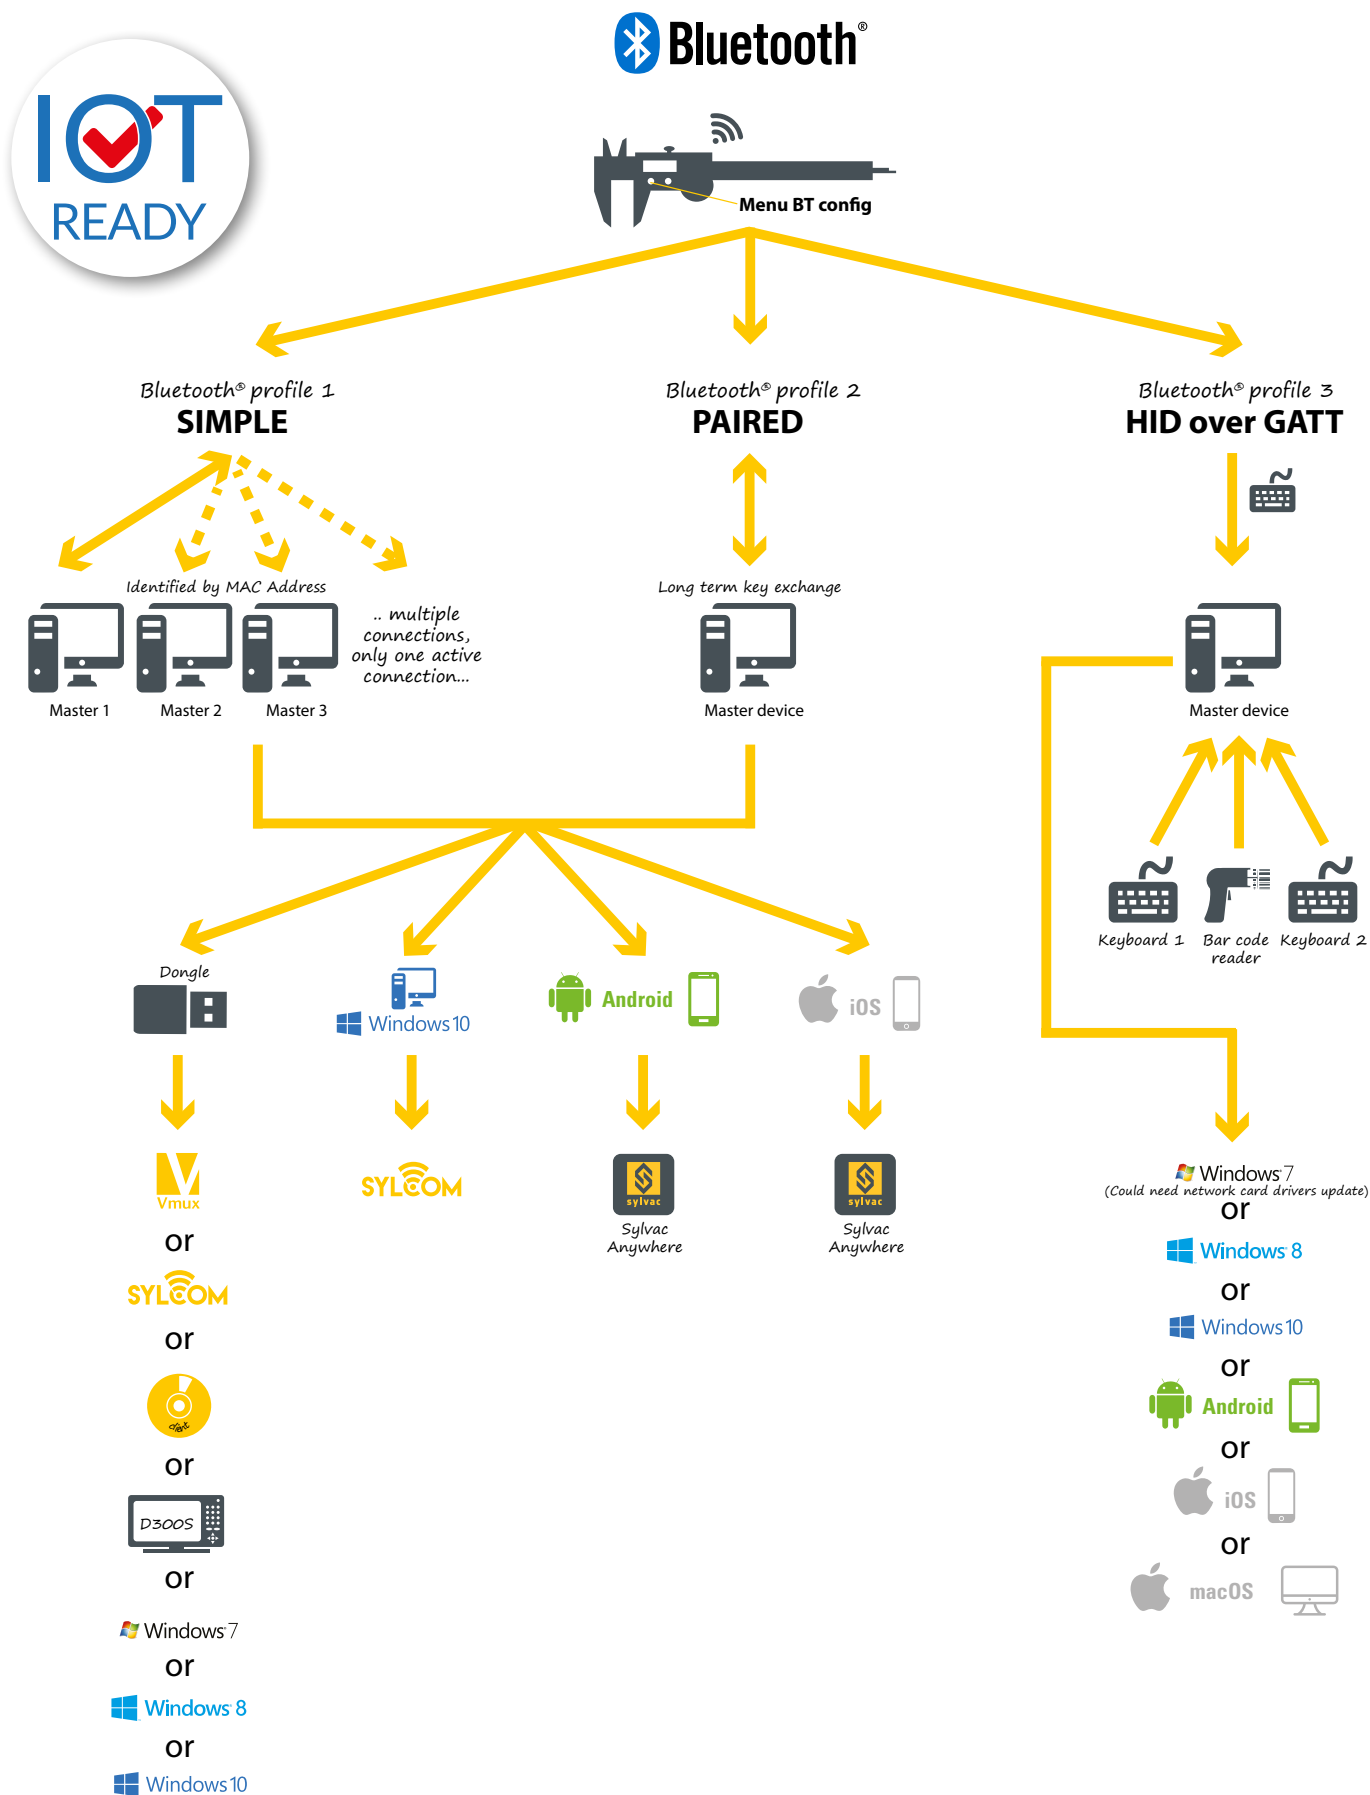 Bluetooth®
IOT
READY
Menu BT config
Bluetooth® profile 1
SIMPLE
Bluetooth® profile 2
PAIRED
Bluetooth® profile 3
HID over GATT
Identified by MAC Address
.. multiple
connections,
only one active
connection...
Master 1
Master 2
Master 3
Long term key exchange
Master device
Master device
Keyboard 1
Bar code
reader
Keyboard 2
Dongle
Windows 10
Android
iOS
Vmux
or
SYLCOM
or
client
or
D300S
or
Windows 7
or
Windows 8
or
Windows 10
SYLCOM
sylvac
Sylvac
Anywhere
sylvac
Sylvac
Anywhere
Windows 7
(Could need network card drivers update)
or
Windows 8
or
Windows 10
or
Android
or
iOS
or
macOS